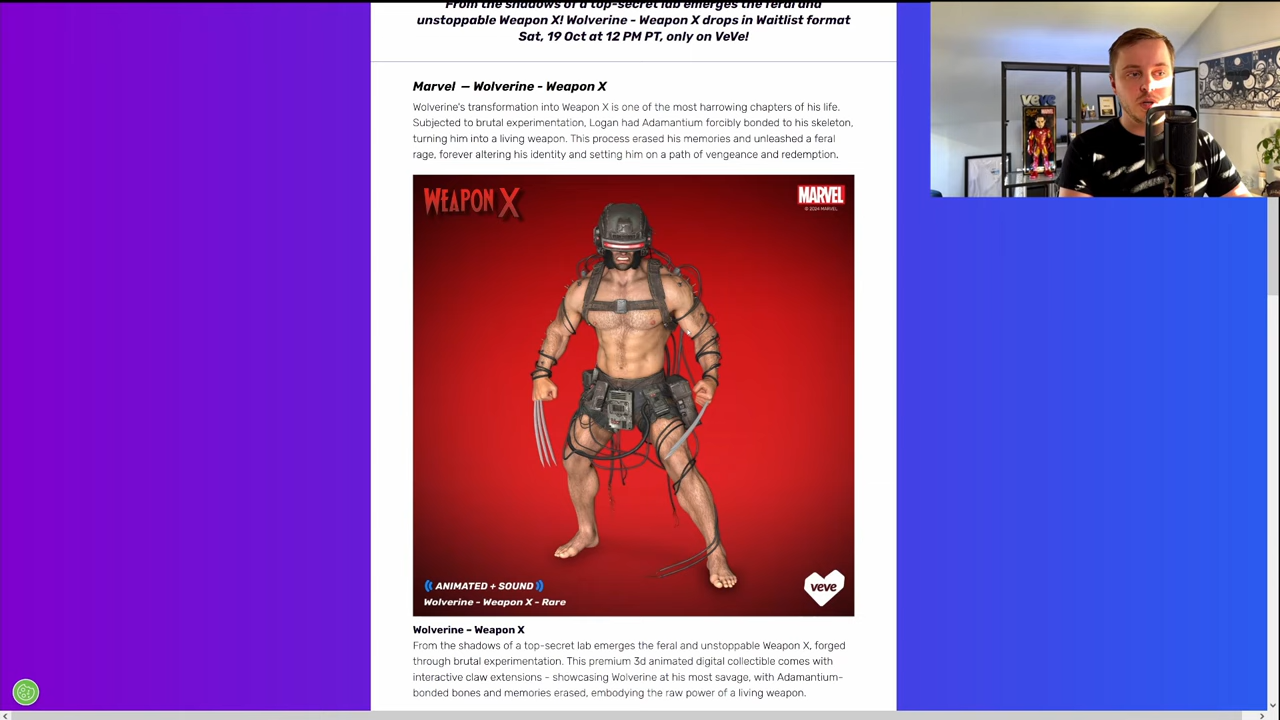 From the shadows of a top-secret lab emerges the feral and
unstoppable Weapon X! Wolverine - Weapon X drops in Waitlist format
Sat, 19 Oct at 12 PM PT, only on VeVe!
Marvel — Wolverine - Weapon X
Wolverine's transformation into Weapon X is one of the most harrowing chapters of his life.
Subjected to brutal experimentation, Logan had Adamantium forcibly bonded to his skeleton,
turning him into a living weapon. This process erased his memories and unleashed a feral
rage, forever altering his identity and setting him on a path of vengeance and redemption.
WEAPON X
MARVEL
© 2024 MARVEL
ANIMATED + SOUND
Wolverine - Weapon X - Rare
veve
Wolverine – Weapon X
From the shadows of a top-secret lab emerges the feral and unstoppable Weapon X, forged
through brutal experimentation. This premium 3d animated digital collectible comes with
interactive claw extensions - showcasing Wolverine at his most savage, with Adamantium-
bonded bones and memories erased, embodying the raw power of a living weapon.
veve